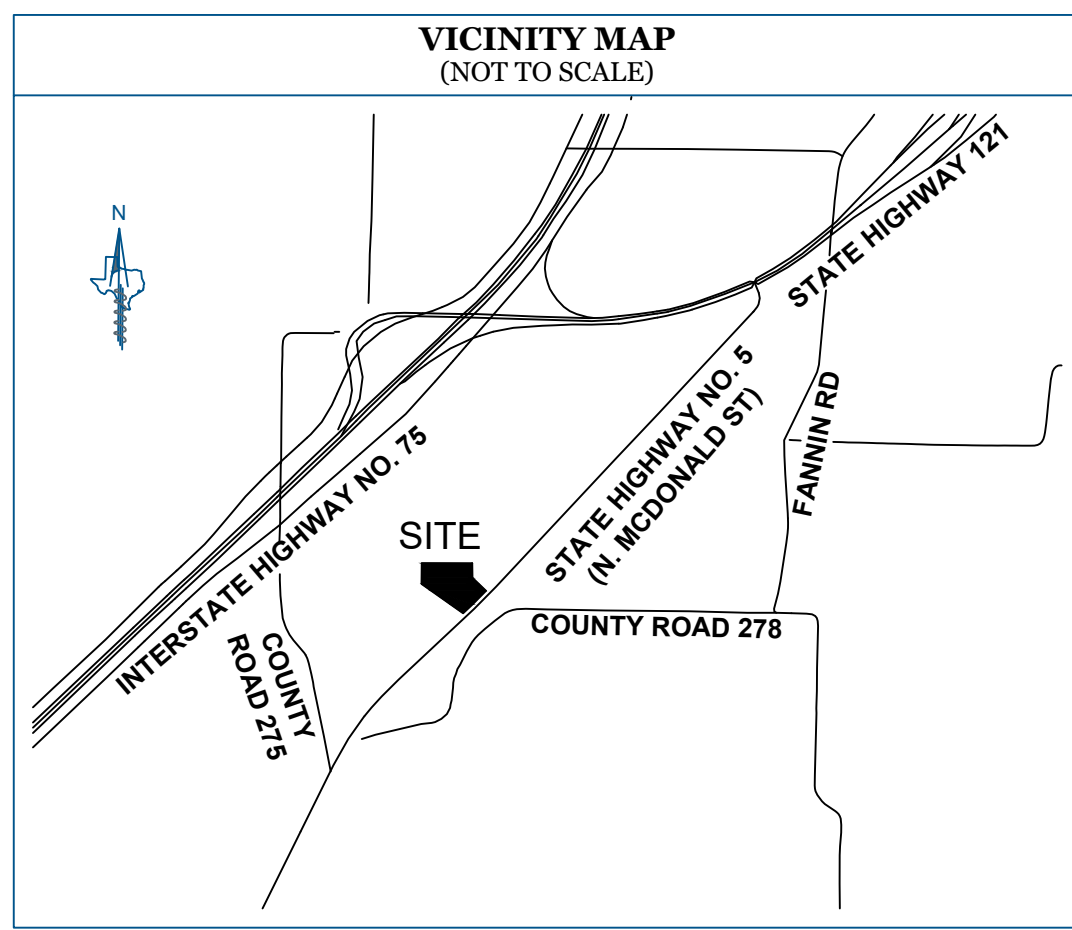 VICINITY MAP
(NOT TO SCALE)
N
STATE HIGHWAY 121
STATE HIGHWAY NO. 5
(N. MCDONALD ST)
FANNIN RD
INTERSTATE HIGHWAY NO. 75
SITE
COUNTY ROAD 278
COUNTY
ROAD 275